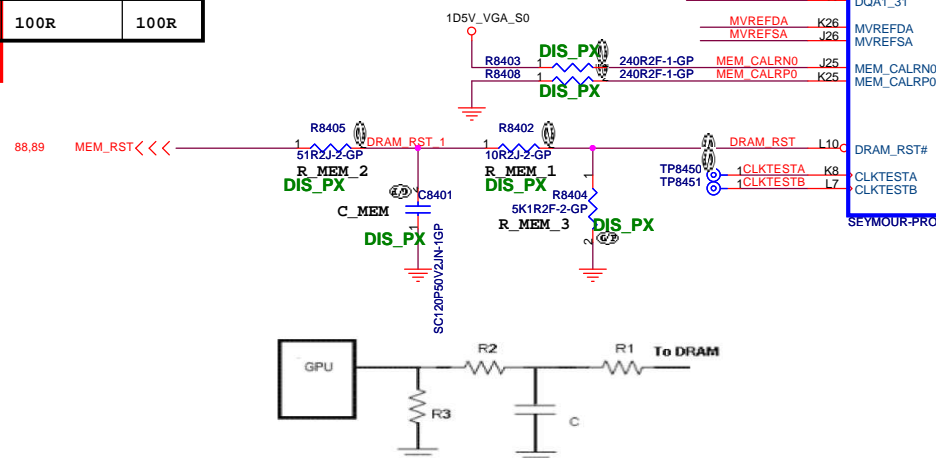 100R 100R
DQA1_31
1D5V_VGA_S0
MVREFDA K26 MVREFDA
MVREFSA J26 MVREFSA
DIS_PX
R8403 1 240R2F-1-GP MEM_CALRN0 J25 MEM_CALRN0
R8408 1 240R2F-1-GP MEM_CALRP0 K25 MEM_CALRP0
DIS_PX
R8405 R8402
88,89 MEM_RST 1 DRAM_RST_1 1 DRAM_RST L10 DRAM_RST#
51R2J-2-GP 10R2J-2-GP
R_MEM_2 R_MEM_1
DIS_PX DIS_PX
TP8450 1 CLKTESTA K8 CLKTESTA
TP8451 1 CLKTESTB L7 CLKTESTB
C8401 R8404 1
C_MEM 5K1R2F-2-GP
R_MEM_3 DIS_PX
DIS_PX 1 2
SC120P50V2JN-1GP
SEYMOUR-PRO
GPU R2 R1 To DRAM
R3 C